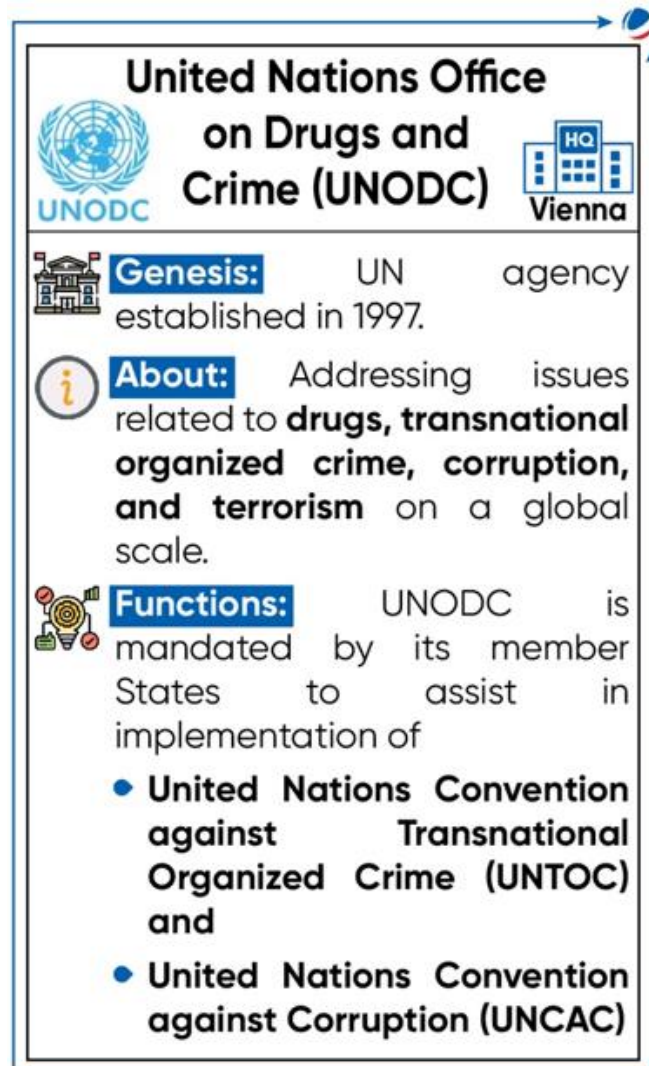 United Nations Office
on Drugs and
Crime (UNODC)
UNODC
HQ
Vienna
Genesis: UN agency
established in 1997.
About: Addressing issues
related to drugs, transnational
organized crime, corruption,
and terrorism on a global
scale.
Functions: UNODC is
mandated by its member
States to assist in
implementation of
United Nations Convention
against Transnational
Organized Crime (UNTOC)
and
United Nations Convention
against Corruption (UNCAC)